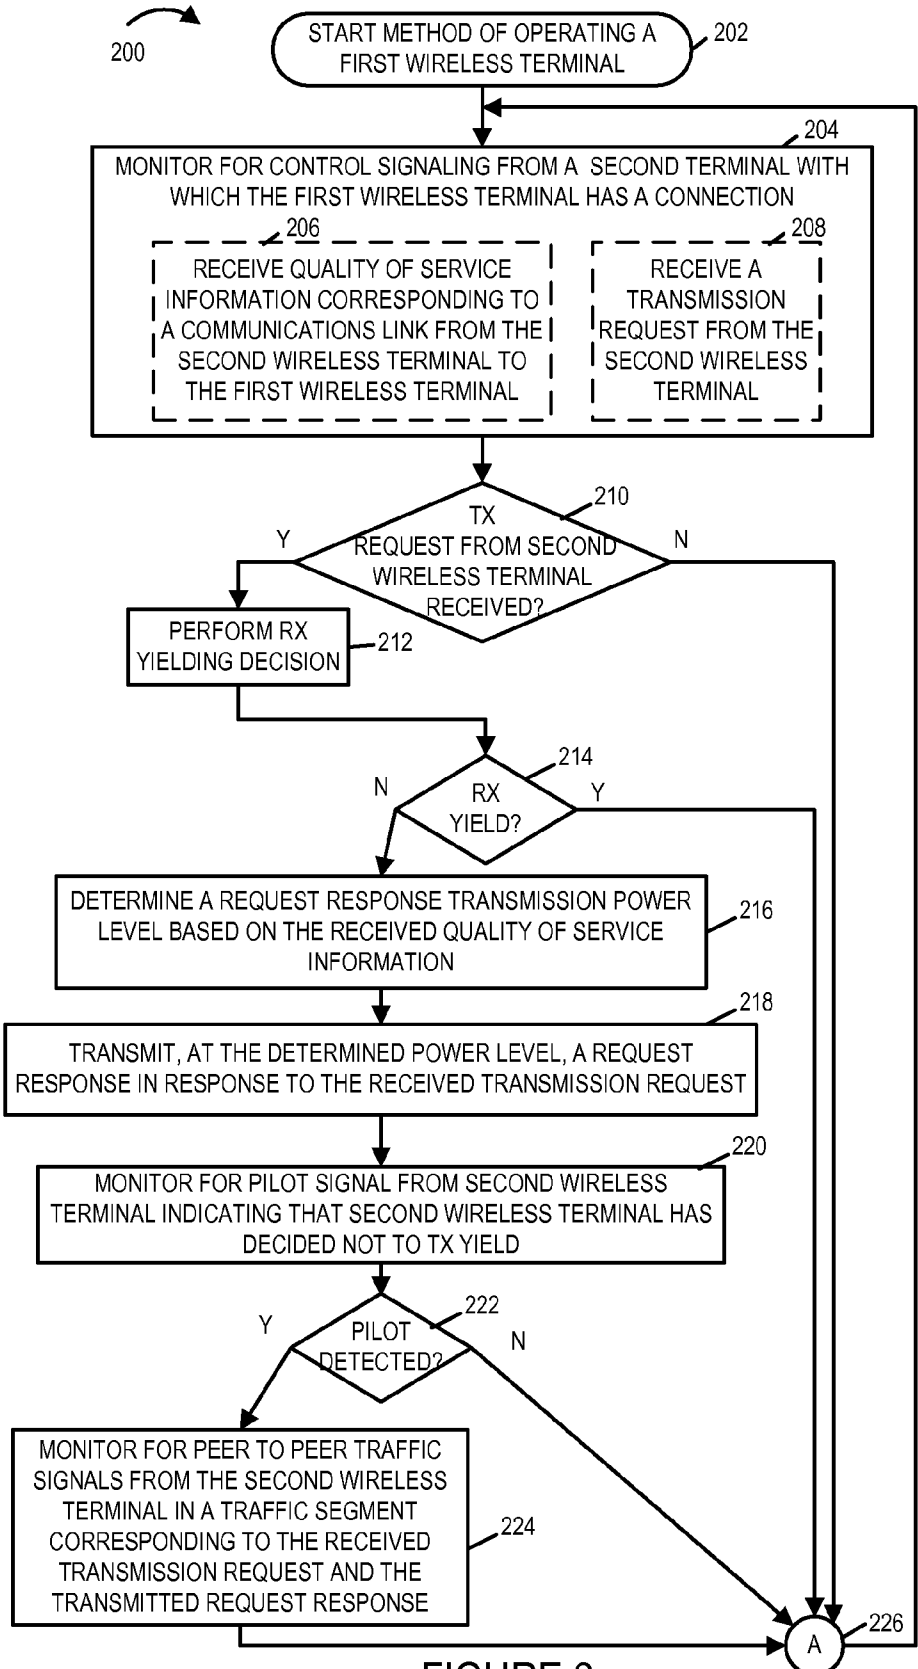 200
START METHOD OF OPERATING A
FIRST WIRELESS TERMINAL
202
204
MONITOR FOR CONTROL SIGNALING FROM A SECOND TERMINAL WITH
WHICH THE FIRST WIRELESS TERMINAL HAS A CONNECTION
206
RECEIVE QUALITY OF SERVICE
INFORMATION CORRESPONDING TO
A COMMUNICATIONS LINK FROM THE
SECOND WIRELESS TERMINAL TO
THE FIRST WIRELESS TERMINAL
208
RECEIVE A
TRANSMISSION
REQUEST FROM THE
SECOND WIRELESS
TERMINAL
210
TX
REQUEST FROM SECOND
WIRELESS TERMINAL
RECEIVED?
Y
N
PERFORM RX
YIELDING DECISION
212
214
RX
YIELD?
N
Y
DETERMINE A REQUEST RESPONSE TRANSMISSION POWER
LEVEL BASED ON THE RECEIVED QUALITY OF SERVICE
INFORMATION
216
218
TRANSMIT, AT THE DETERMINED POWER LEVEL, A REQUEST
RESPONSE IN RESPONSE TO THE RECEIVED TRANSMISSION REQUEST
220
MONITOR FOR PILOT SIGNAL FROM SECOND WIRELESS
TERMINAL INDICATING THAT SECOND WIRELESS TERMINAL HAS
DECIDED NOT TO TX YIELD
222
PILOT
DETECTED?
Y
N
MONITOR FOR PEER TO PEER TRAFFIC
SIGNALS FROM THE SECOND WIRELESS
TERMINAL IN A TRAFFIC SEGMENT
CORRESPONDING TO THE RECEIVED
TRANSMISSION REQUEST AND THE
TRANSMITTED REQUEST RESPONSE
224
A
226
FIGURE